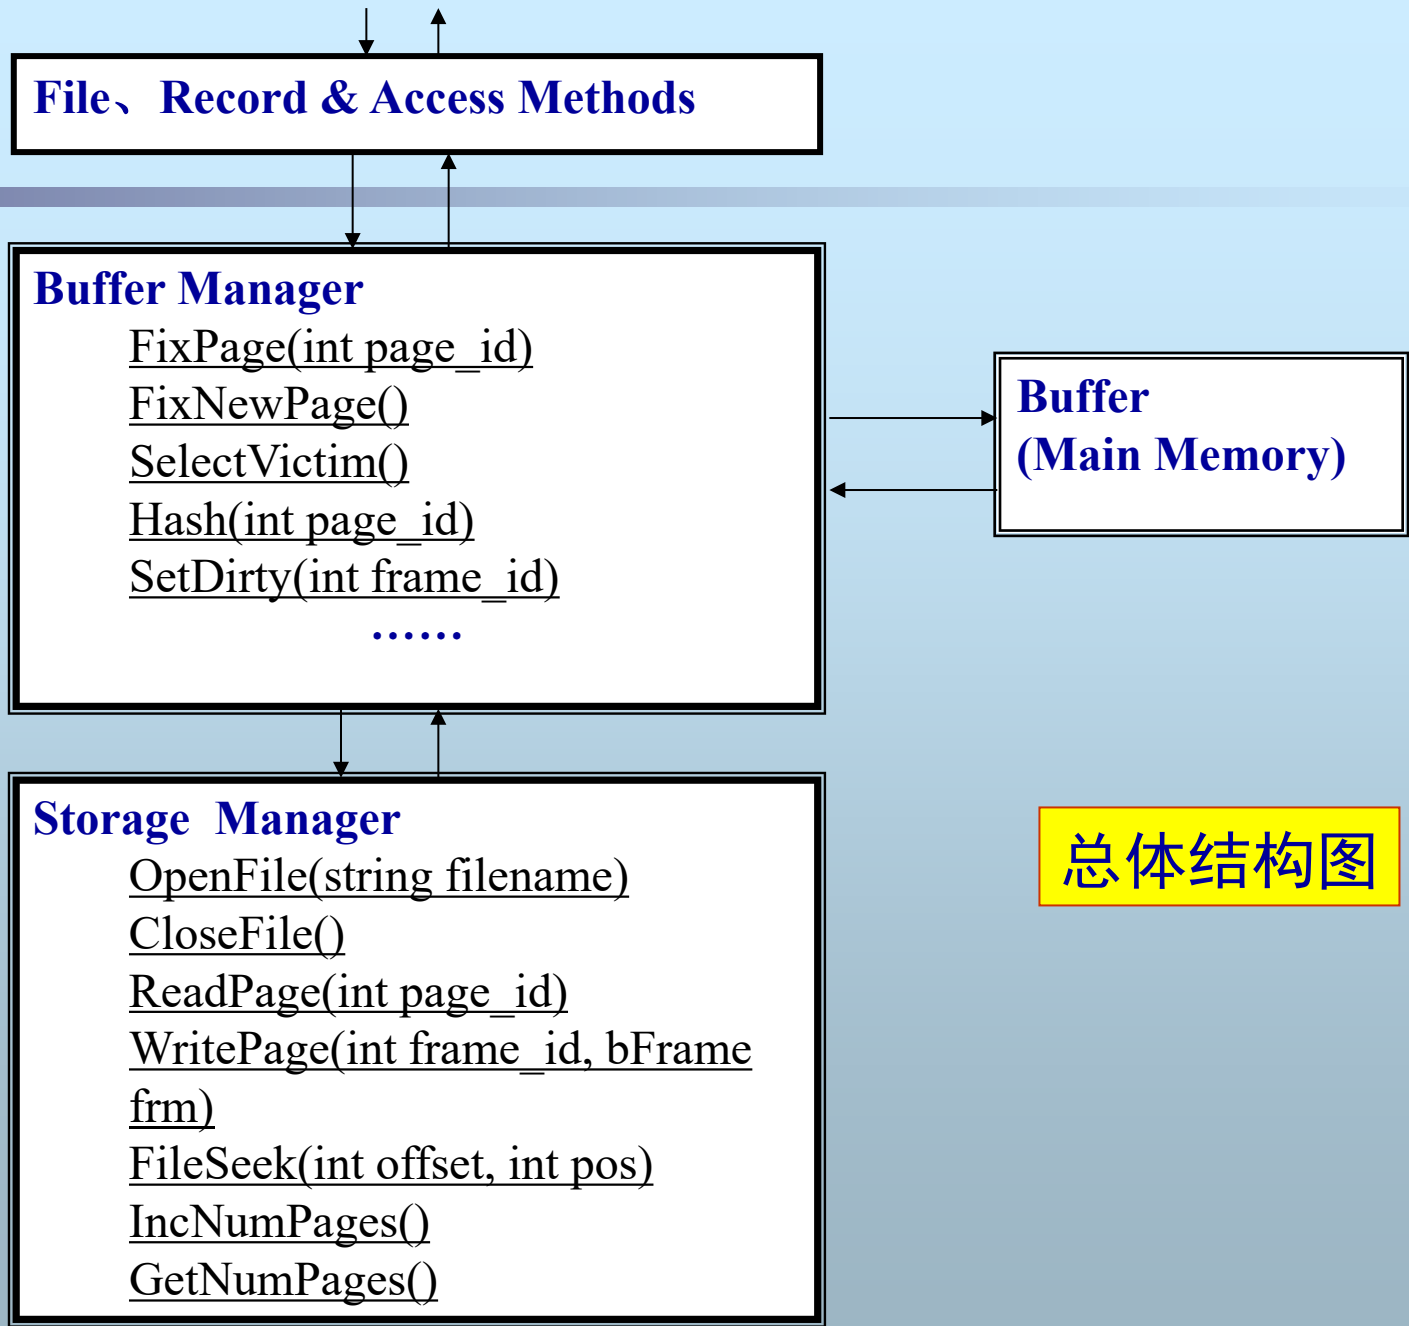 File、Record & Access Methods
Buffer Manager
FixPage(int page_id)
FixNewPage()
SelectVictim()
Hash(int page_id)
SetDirty(int frame_id)
……
Buffer
(Main Memory)
Storage  Manager
OpenFile(string filename)
CloseFile()
ReadPage(int page_id)
WritePage(int frame_id, bFrame
frm)
FileSeek(int offset, int pos)
IncNumPages()
GetNumPages()
总体结构图